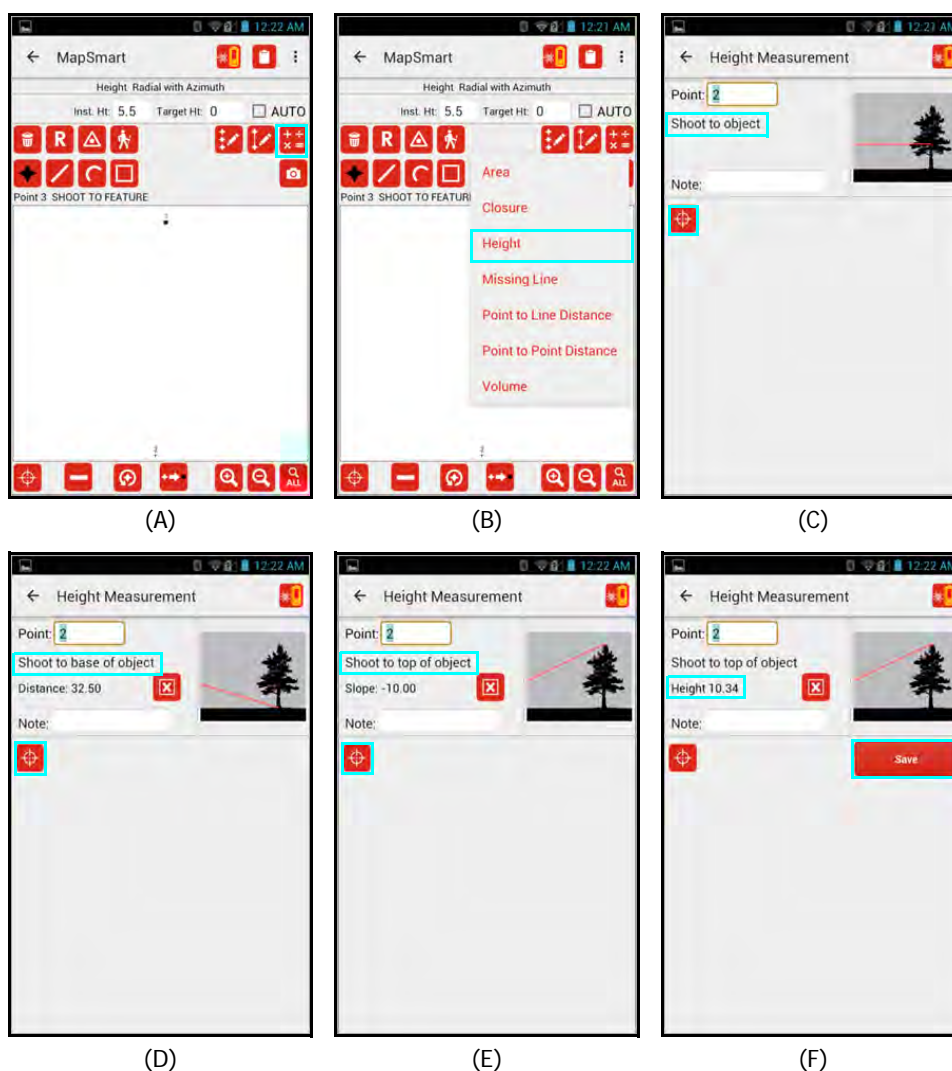 12:22 AM
MapSmart
Height Radial with Azimuth
Inst. Ht: 5.5 Target Ht: 0 AUTO
R
ALL
Point 3 SHOOT TO FEATURE
(A)
12:21 AM
MapSmart
Height Radial with Azimuth
Inst. Ht: 5.5 Target Ht: 0 AUTO
R
Area
Point 3 SHOOT TO FEATUR
Closure
Height
Missing Line
Point to Line Distance
Point to Point Distance
Volume
ALL
(B)
12:21 AM
Height Measurement
Point: 2
Shoot to object
Note:
(C)
12:22 AM
Height Measurement
Point: 2
Shoot to base of object
Distance: 32.50
Note:
(D)
12:22 AM
Height Measurement
Point: 2
Shoot to top of object
Slope: -10.00
Note:
(E)
12:22 AM
Height Measurement
Point: 2
Shoot to top of object
Height 10.34
Note:
Save
(F)